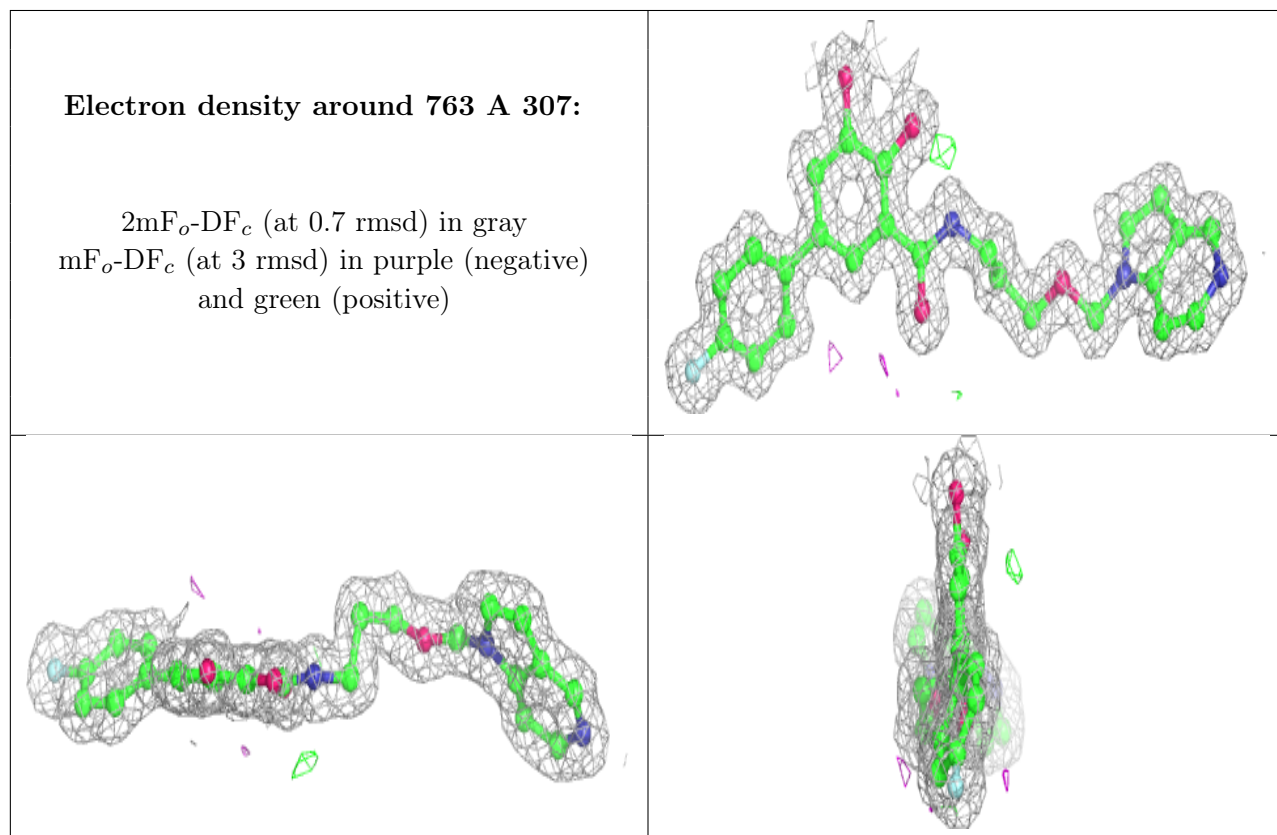 Electron density around 763 A 307:
2mFo-DFc (at 0.7 rmsd) in gray
mFo-DFc (at 3 rmsd) in purple (negative)
and green (positive)